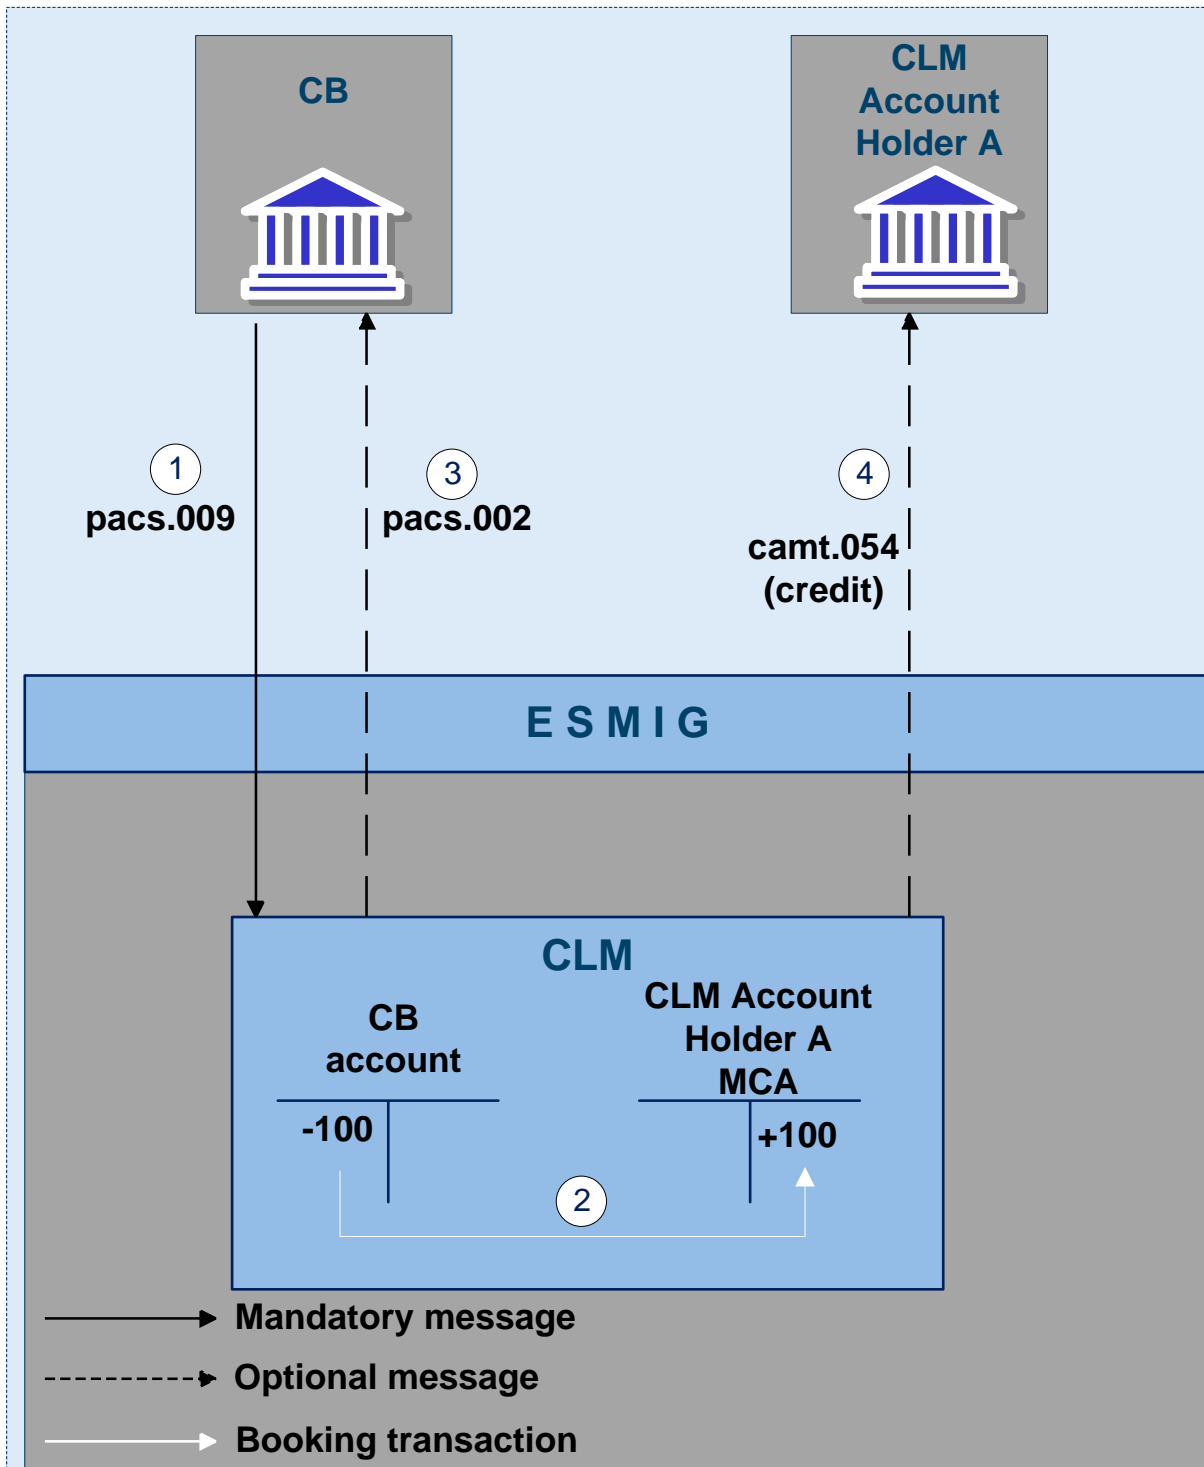 CB
CLM
Account
Holder A
1
pacs.009
3
pacs.002
4
camt.054
(credit)
E S M I G
CLM
CB
account
CLM Account
Holder A
MCA
-100
+100
2
Mandatory message
Optional message
Booking transaction